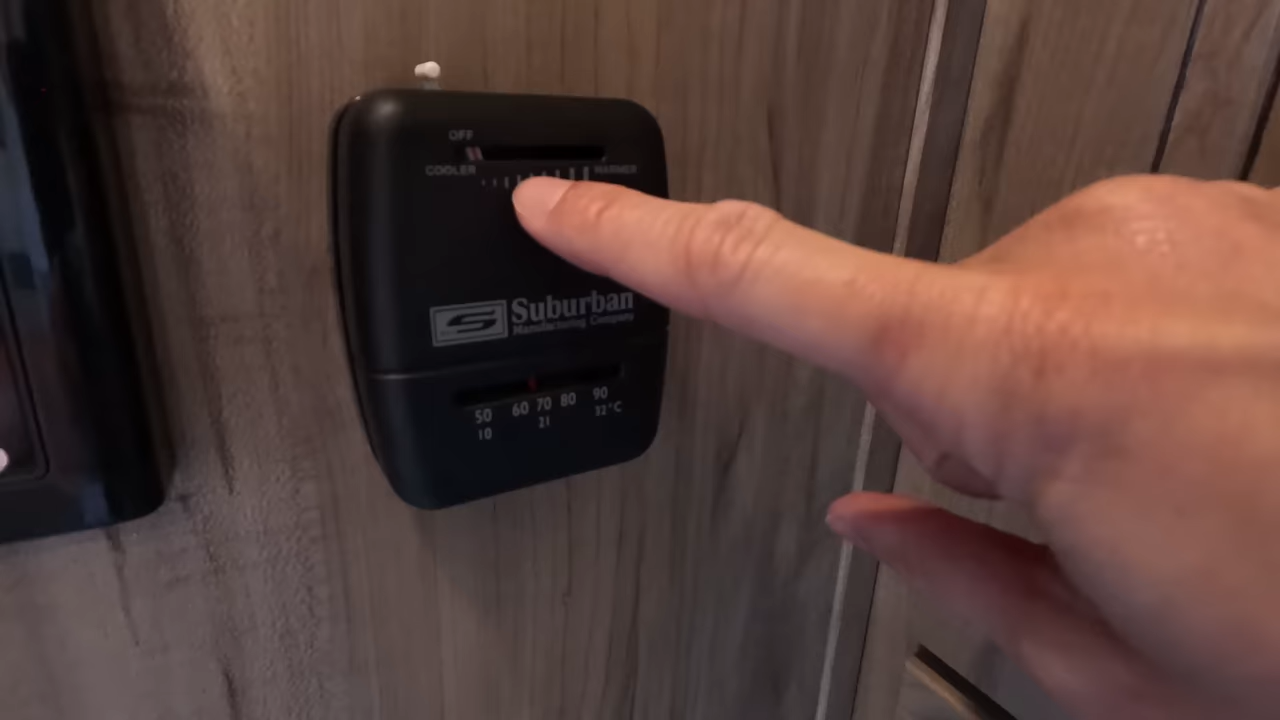 OFF
COOLER WARMER
Suburban
Manufacturing Company
50 60 70 80 90
10 21 32°C